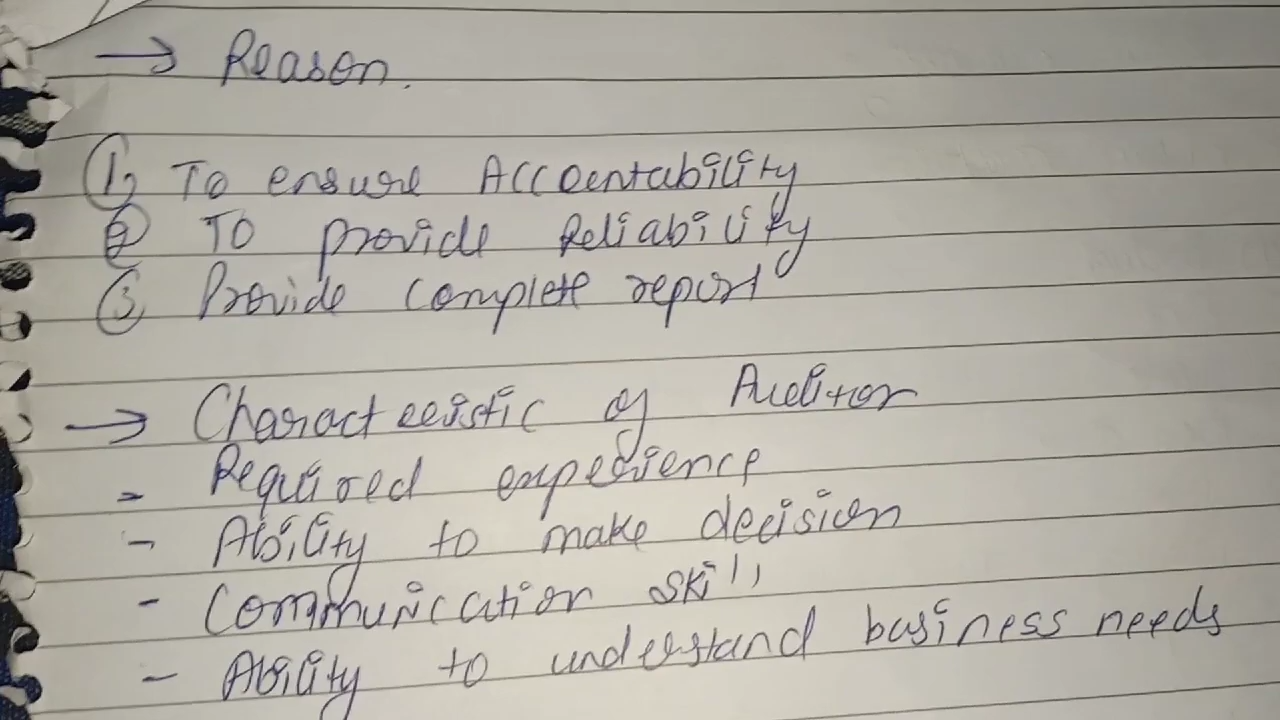 → Reason.
① To ensure Accountability
② To provide Reliability
③ Provide complete report
→ Characteristic of Auditor
- Required experience
- Ability to make decision
- Communication skill,
- Ability to understand business needs